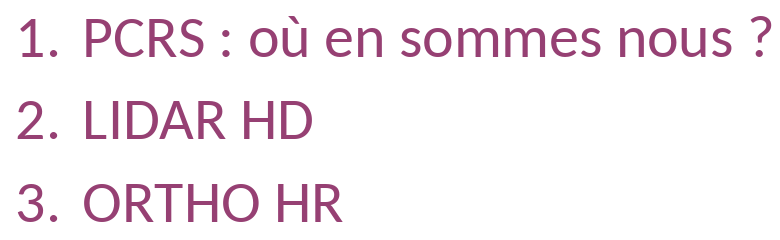 1. PCRS : où en sommes nous ?
2. LIDAR HD
3. ORTHO HR